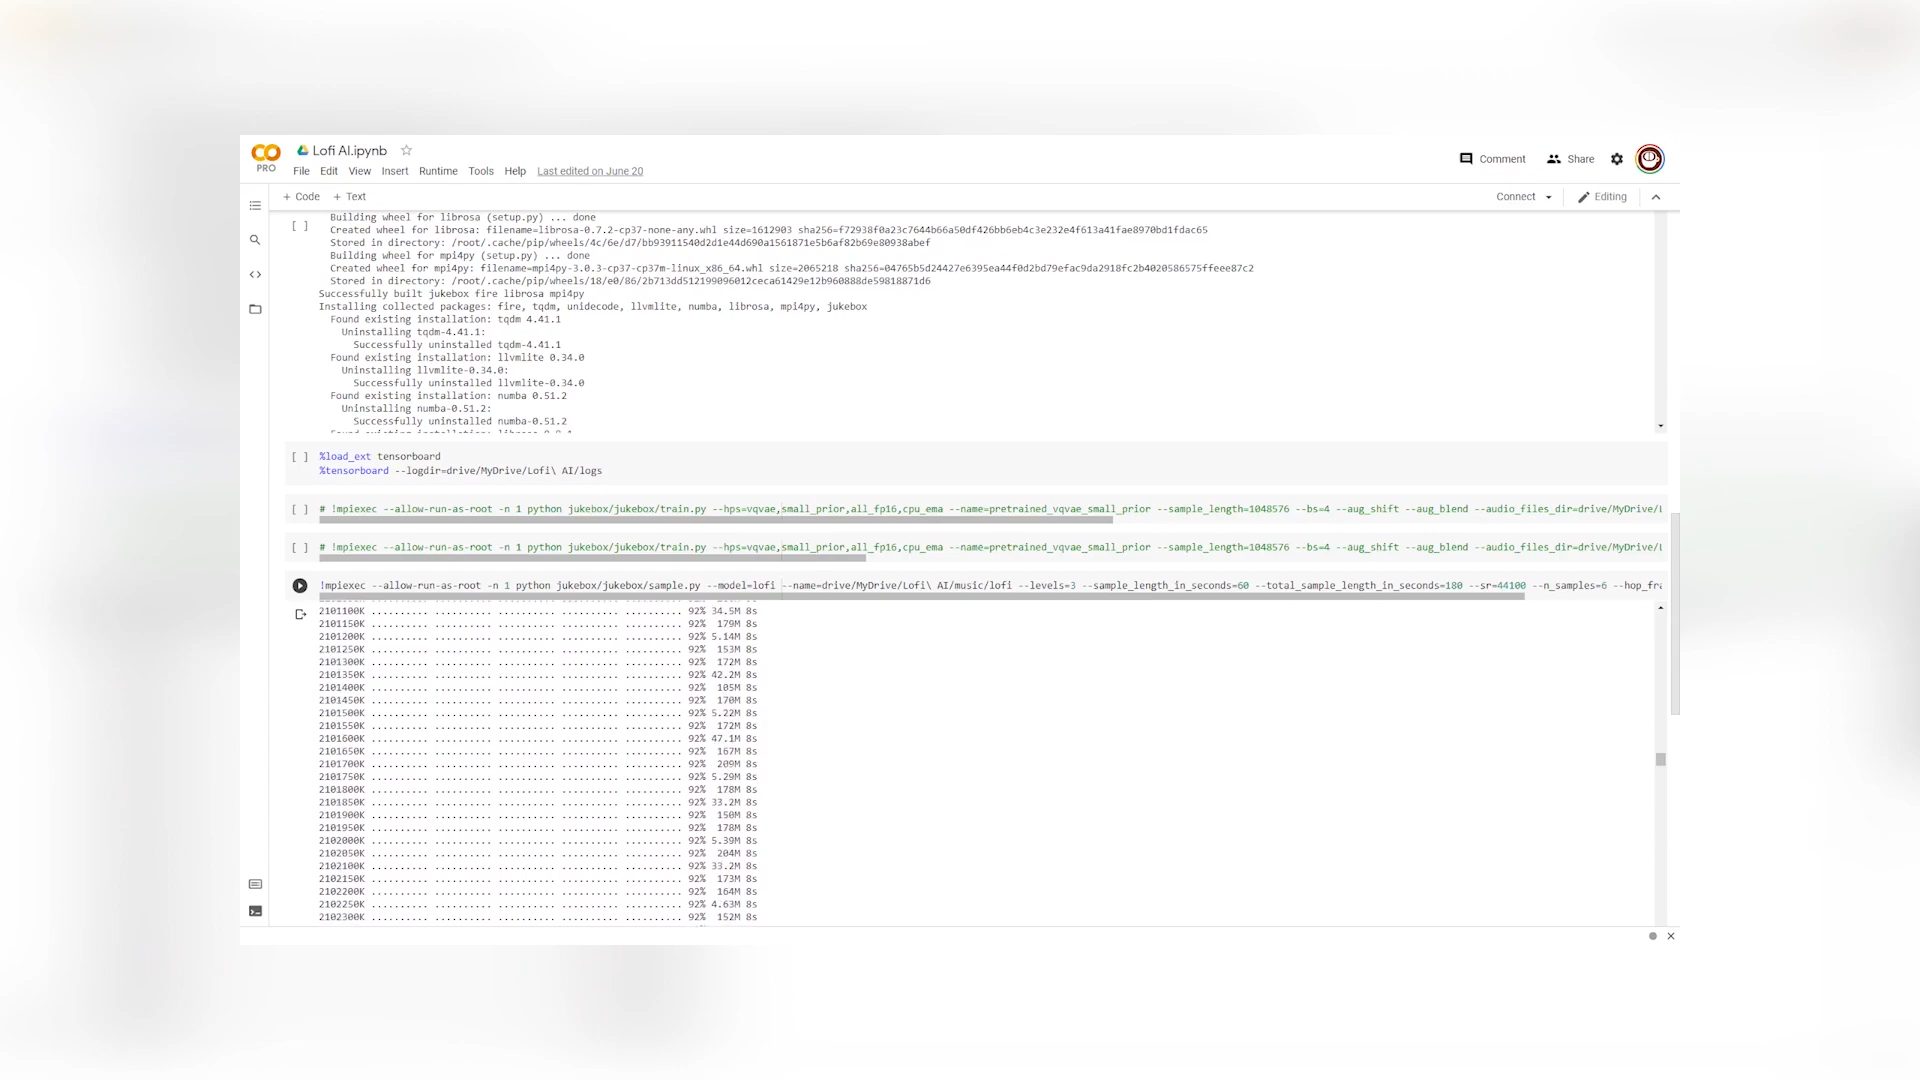 PRO
Lofi AI.ipynb
File Edit View Insert Runtime Tools Help Last edited on June 20
Comment Share
+ Code + Text
Connect Editing
[ ] Building wheel for librosa (setup.py) ... done
Created wheel for librosa: filename=librosa-0.7.2-cp37-none-any.whl size=1612903 sha256=f72938f0a23c7644b66a50df426bb6eb4c3e232e4f613a41fae8970bd1fdac65
Stored in directory: /root/.cache/pip/wheels/4c/6e/d7/bb93911540d2d1e44d690a1561871e5b6af82b69e80938abef
Building wheel for mpi4py (setup.py) ... done
Created wheel for mpi4py: filename=mpi4py-3.0.3-cp37-cp37m-linux_x86_64.whl size=2065218 sha256=04765b5d24427e6395ea44f0d2bd79efac9da2918fc2b4020586575ffeee87c2
Stored in directory: /root/.cache/pip/wheels/18/e0/86/2b713dd512199096012ceca61429e12b960888de59818871d6
Successfully built jukebox fire librosa mpi4py
Installing collected packages: fire, tqdm, unidecode, llvmlite, numba, librosa, mpi4py, jukebox
Found existing installation: tqdm 4.41.1
Uninstalling tqdm-4.41.1:
Successfully uninstalled tqdm-4.41.1
Found existing installation: llvmlite 0.34.0
Uninstalling llvmlite-0.34.0:
Successfully uninstalled llvmlite-0.34.0
Found existing installation: numba 0.51.2
Uninstalling numba-0.51.2:
Successfully uninstalled numba-0.51.2
[ ] %load_ext tensorboard
%tensorboard --logdir=drive/MyDrive/Lofi\ AI/logs
[ ] # !mpiexec --allow-run-as-root -n 1 python jukebox/jukebox/train.py --hps=vqvae,small_prior,all_fp16,cpu_ema --name=pretrained_vqvae_small_prior --sample_length=1048576 --bs=4 --aug_shift --aug_blend --audio_files_dir=drive/MyDrive/L
[ ] # !mpiexec --allow-run-as-root -n 1 python jukebox/jukebox/train.py --hps=vqvae,small_prior,all_fp16,cpu_ema --name=pretrained_vqvae_small_prior --sample_length=1048576 --bs=4 --aug_shift --aug_blend --audio_files_dir=drive/MyDrive/L
!mpiexec --allow-run-as-root -n 1 python jukebox/jukebox/sample.py --model=lofi --name=drive/MyDrive/Lofi\ AI/music/lofi --levels=3 --sample_length_in_seconds=60 --total_sample_length_in_seconds=180 --sr=44100 --n_samples=6 --hop_fra
2101100K .......... .......... .......... .......... .......... 92% 34.5M 8s
2101150K .......... .......... .......... .......... .......... 92% 179M 8s
2101200K .......... .......... .......... .......... .......... 92% 5.14M 8s
2101250K .......... .......... .......... .......... .......... 92% 153M 8s
2101300K .......... .......... .......... .......... .......... 92% 172M 8s
2101350K .......... .......... .......... .......... .......... 92% 42.2M 8s
2101400K .......... .......... .......... .......... .......... 92% 105M 8s
2101450K .......... .......... .......... .......... .......... 92% 170M 8s
2101500K .......... .......... .......... .......... .......... 92% 5.22M 8s
2101550K .......... .......... .......... .......... .......... 92% 172M 8s
2101600K .......... .......... .......... .......... .......... 92% 47.1M 8s
2101650K .......... .......... .......... .......... .......... 92% 167M 8s
2101700K .......... .......... .......... .......... .......... 92% 209M 8s
2101750K .......... .......... .......... .......... .......... 92% 5.29M 8s
2101800K .......... .......... .......... .......... .......... 92% 178M 8s
2101850K .......... .......... .......... .......... .......... 92% 33.2M 8s
2101900K .......... .......... .......... .......... .......... 92% 150M 8s
2101950K .......... .......... .......... .......... .......... 92% 178M 8s
2102000K .......... .......... .......... .......... .......... 92% 5.39M 8s
2102050K .......... .......... .......... .......... .......... 92% 204M 8s
2102100K .......... .......... .......... .......... .......... 92% 33.2M 8s
2102150K .......... .......... .......... .......... .......... 92% 173M 8s
2102200K .......... .......... .......... .......... .......... 92% 164M 8s
2102250K .......... .......... .......... .......... .......... 92% 4.63M 8s
2102300K .......... .......... .......... .......... .......... 92% 152M 8s